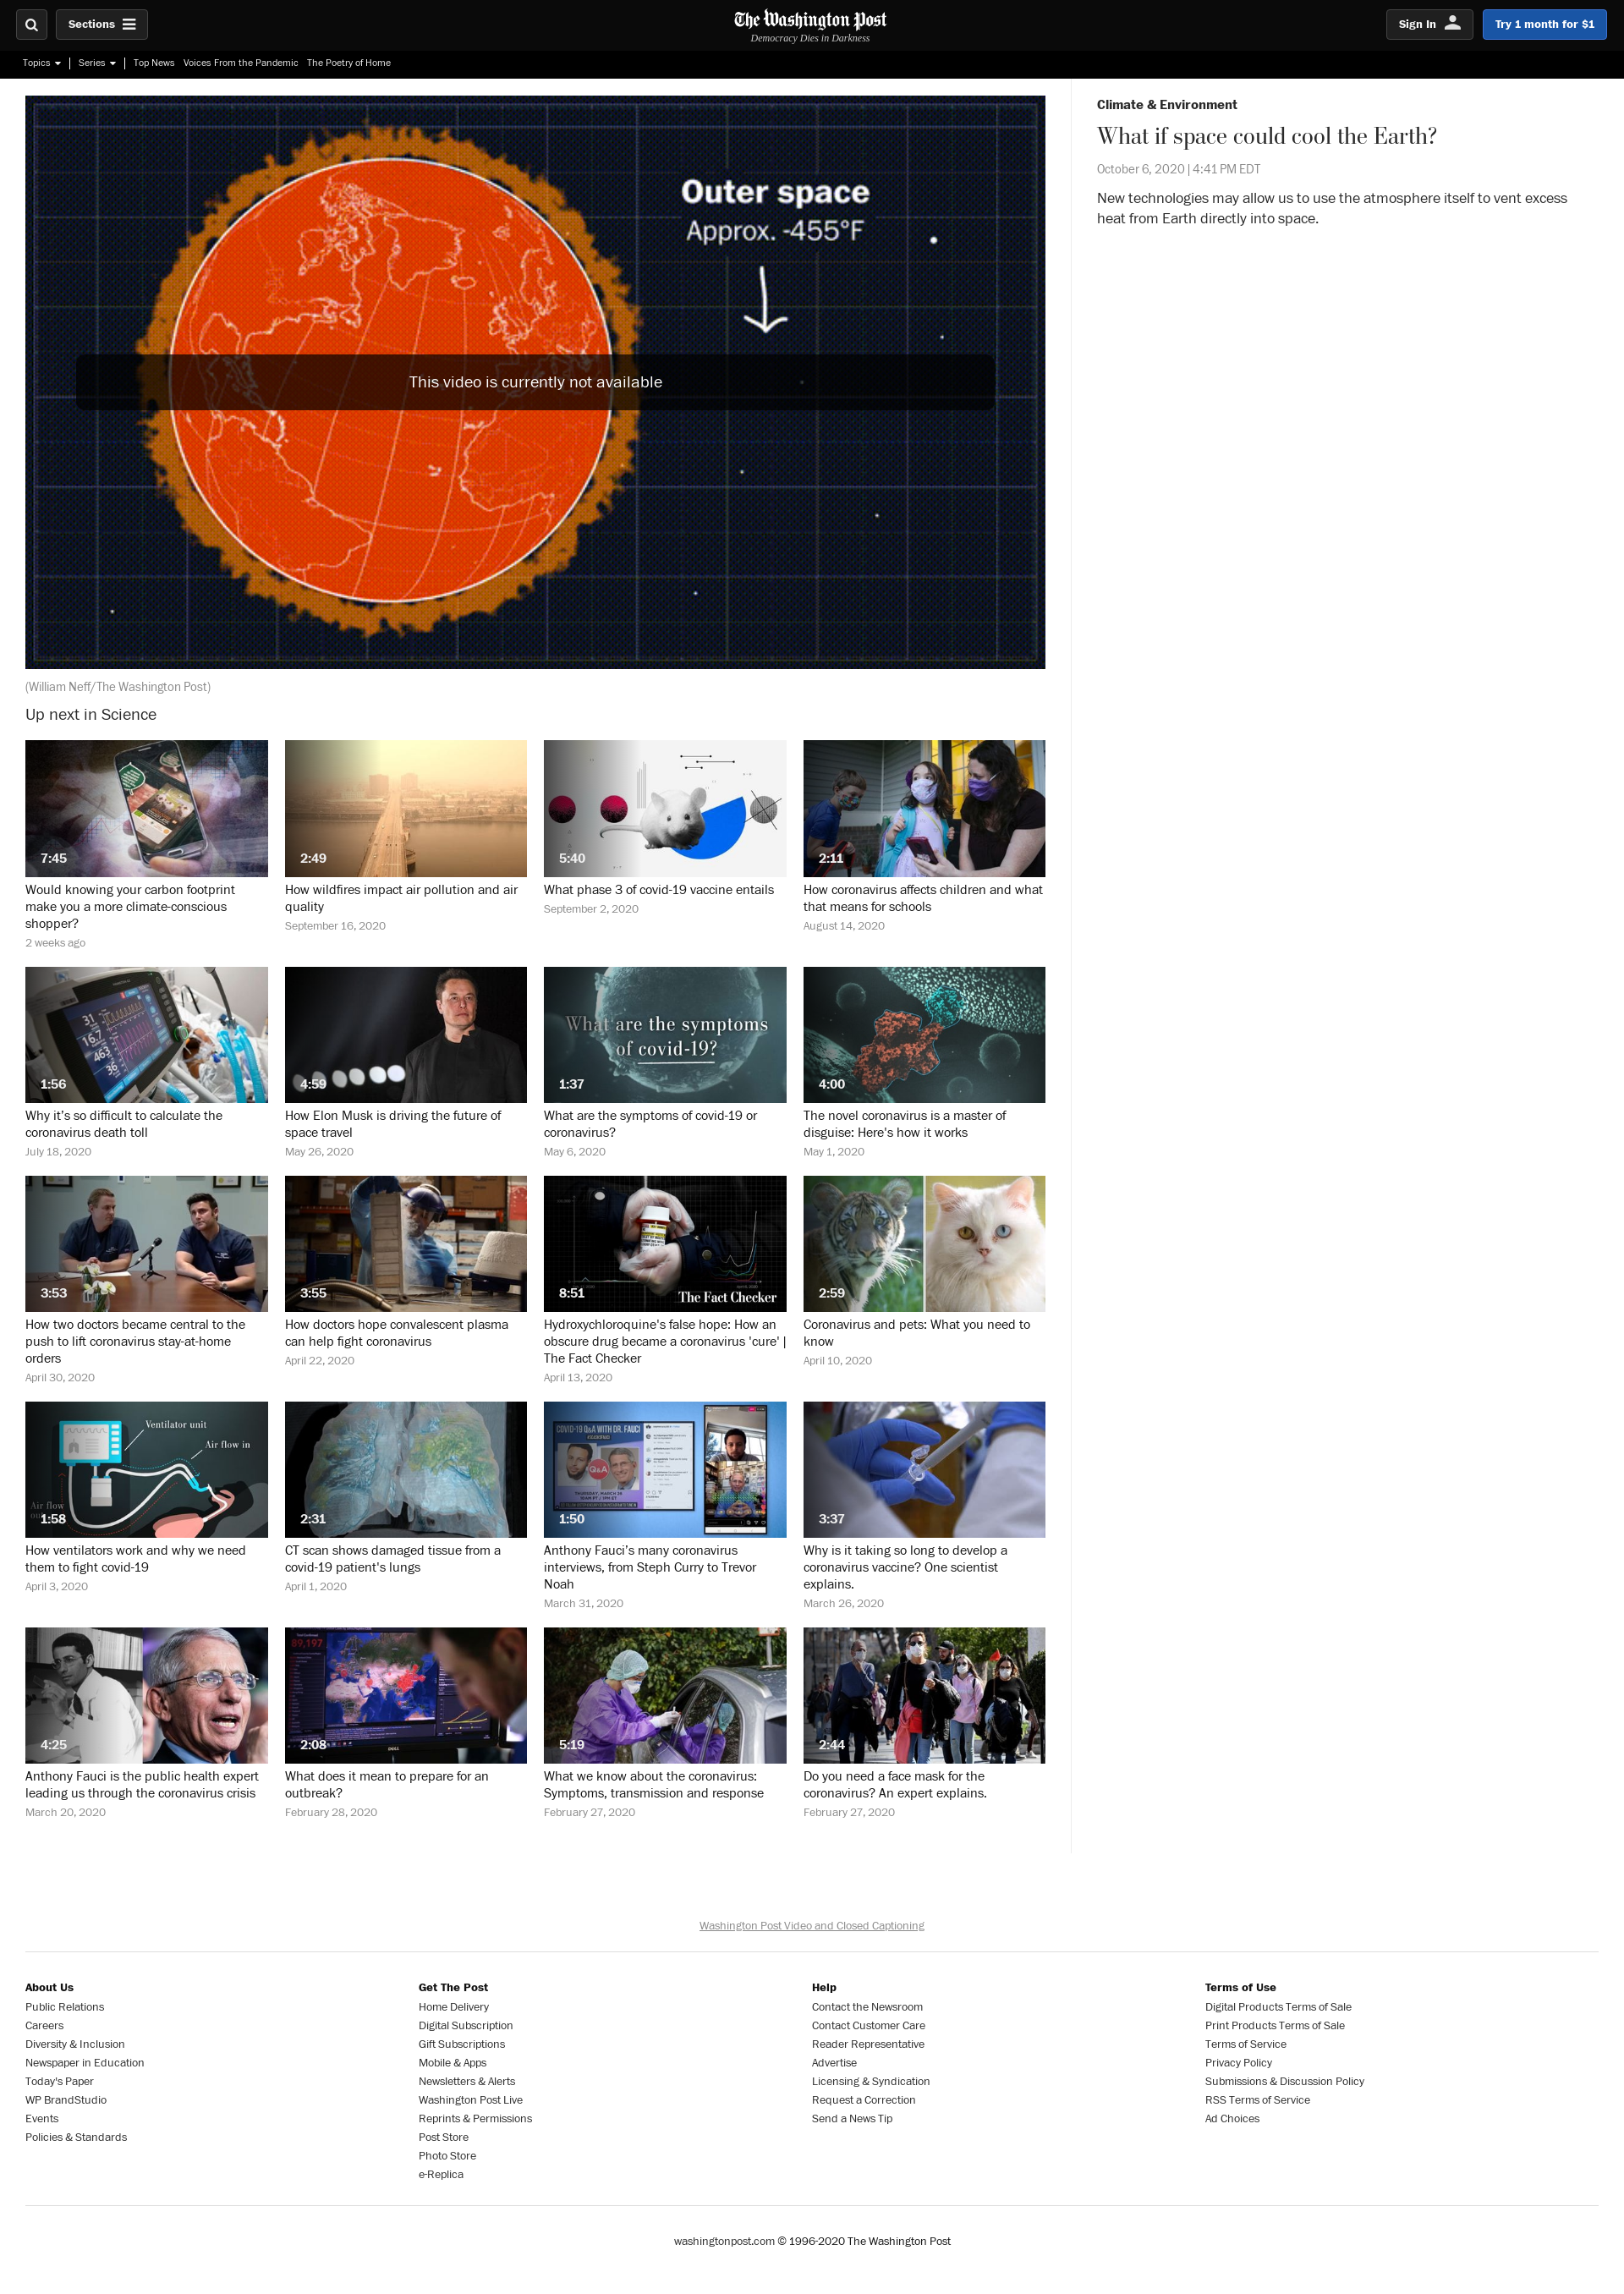 Sections
The Washington Post
Democracy Dies in Darkness
Sign In
Try 1 month for $1
Topics | Series | Top News Voices From the Pandemic The Poetry of Home
Outer space
Approx. -455°F
This video is currently not available
(William Neff/The Washington Post)
Climate & Environment
What if space could cool the Earth?
October 6, 2020 | 4:41 PM EDT
New technologies may allow us to use the atmosphere itself to vent excess
heat from Earth directly into space.
Up next in Science
7:45
Would knowing your carbon footprint
make you a more climate-conscious
shopper?
2 weeks ago
2:49
How wildfires impact air pollution and air
quality
September 16, 2020
5:40
What phase 3 of covid-19 vaccine entails
September 2, 2020
2:11
How coronavirus affects children and what
that means for schools
August 14, 2020
31
16.7
463
36
1:56
Why it’s so difficult to calculate the
coronavirus death toll
July 18, 2020
4:59
How Elon Musk is driving the future of
space travel
May 26, 2020
What are the symptoms
of covid-19?
1:37
What are the symptoms of covid-19 or
coronavirus?
May 6, 2020
4:00
The novel coronavirus is a master of
disguise: Here's how it works
May 1, 2020
3:53
How two doctors became central to the
push to lift coronavirus stay-at-home
orders
April 30, 2020
3:55
How doctors hope convalescent plasma
can help fight coronavirus
April 22, 2020
8:51
The Fact Checker
Hydroxychloroquine's false hope: How an
obscure drug became a coronavirus 'cure' |
The Fact Checker
April 13, 2020
2:59
Coronavirus and pets: What you need to
know
April 10, 2020
Ventilator unit
Air flow in
Air flow
1:58
How ventilators work and why we need
them to fight covid-19
April 3, 2020
2:31
CT scan shows damaged tissue from a
covid-19 patient's lungs
April 1, 2020
COVID-19 Q&A WITH DR. FAUCI
Q&A
1:50
Anthony Fauci’s many coronavirus
interviews, from Steph Curry to Trevor
Noah
March 31, 2020
3:37
Why is it taking so long to develop a
coronavirus vaccine? One scientist
explains.
March 26, 2020
4:25
Anthony Fauci is the public health expert
leading us through the coronavirus crisis
March 20, 2020
89,197
DELL
2:08
What does it mean to prepare for an
outbreak?
February 28, 2020
5:19
What we know about the coronavirus:
Symptoms, transmission and response
February 27, 2020
2:44
Do you need a face mask for the
coronavirus? An expert explains.
February 27, 2020
Washington Post Video and Closed Captioning
About Us
Public Relations
Careers
Diversity & Inclusion
Newspaper in Education
Today's Paper
WP BrandStudio
Events
Policies & Standards
Get The Post
Home Delivery
Digital Subscription
Gift Subscriptions
Mobile & Apps
Newsletters & Alerts
Washington Post Live
Reprints & Permissions
Post Store
Photo Store
e-Replica
Help
Contact the Newsroom
Contact Customer Care
Reader Representative
Advertise
Licensing & Syndication
Request a Correction
Send a News Tip
Terms of Use
Digital Products Terms of Sale
Print Products Terms of Sale
Terms of Service
Privacy Policy
Submissions & Discussion Policy
RSS Terms of Service
Ad Choices
washingtonpost.com © 1996-2020 The Washington Post